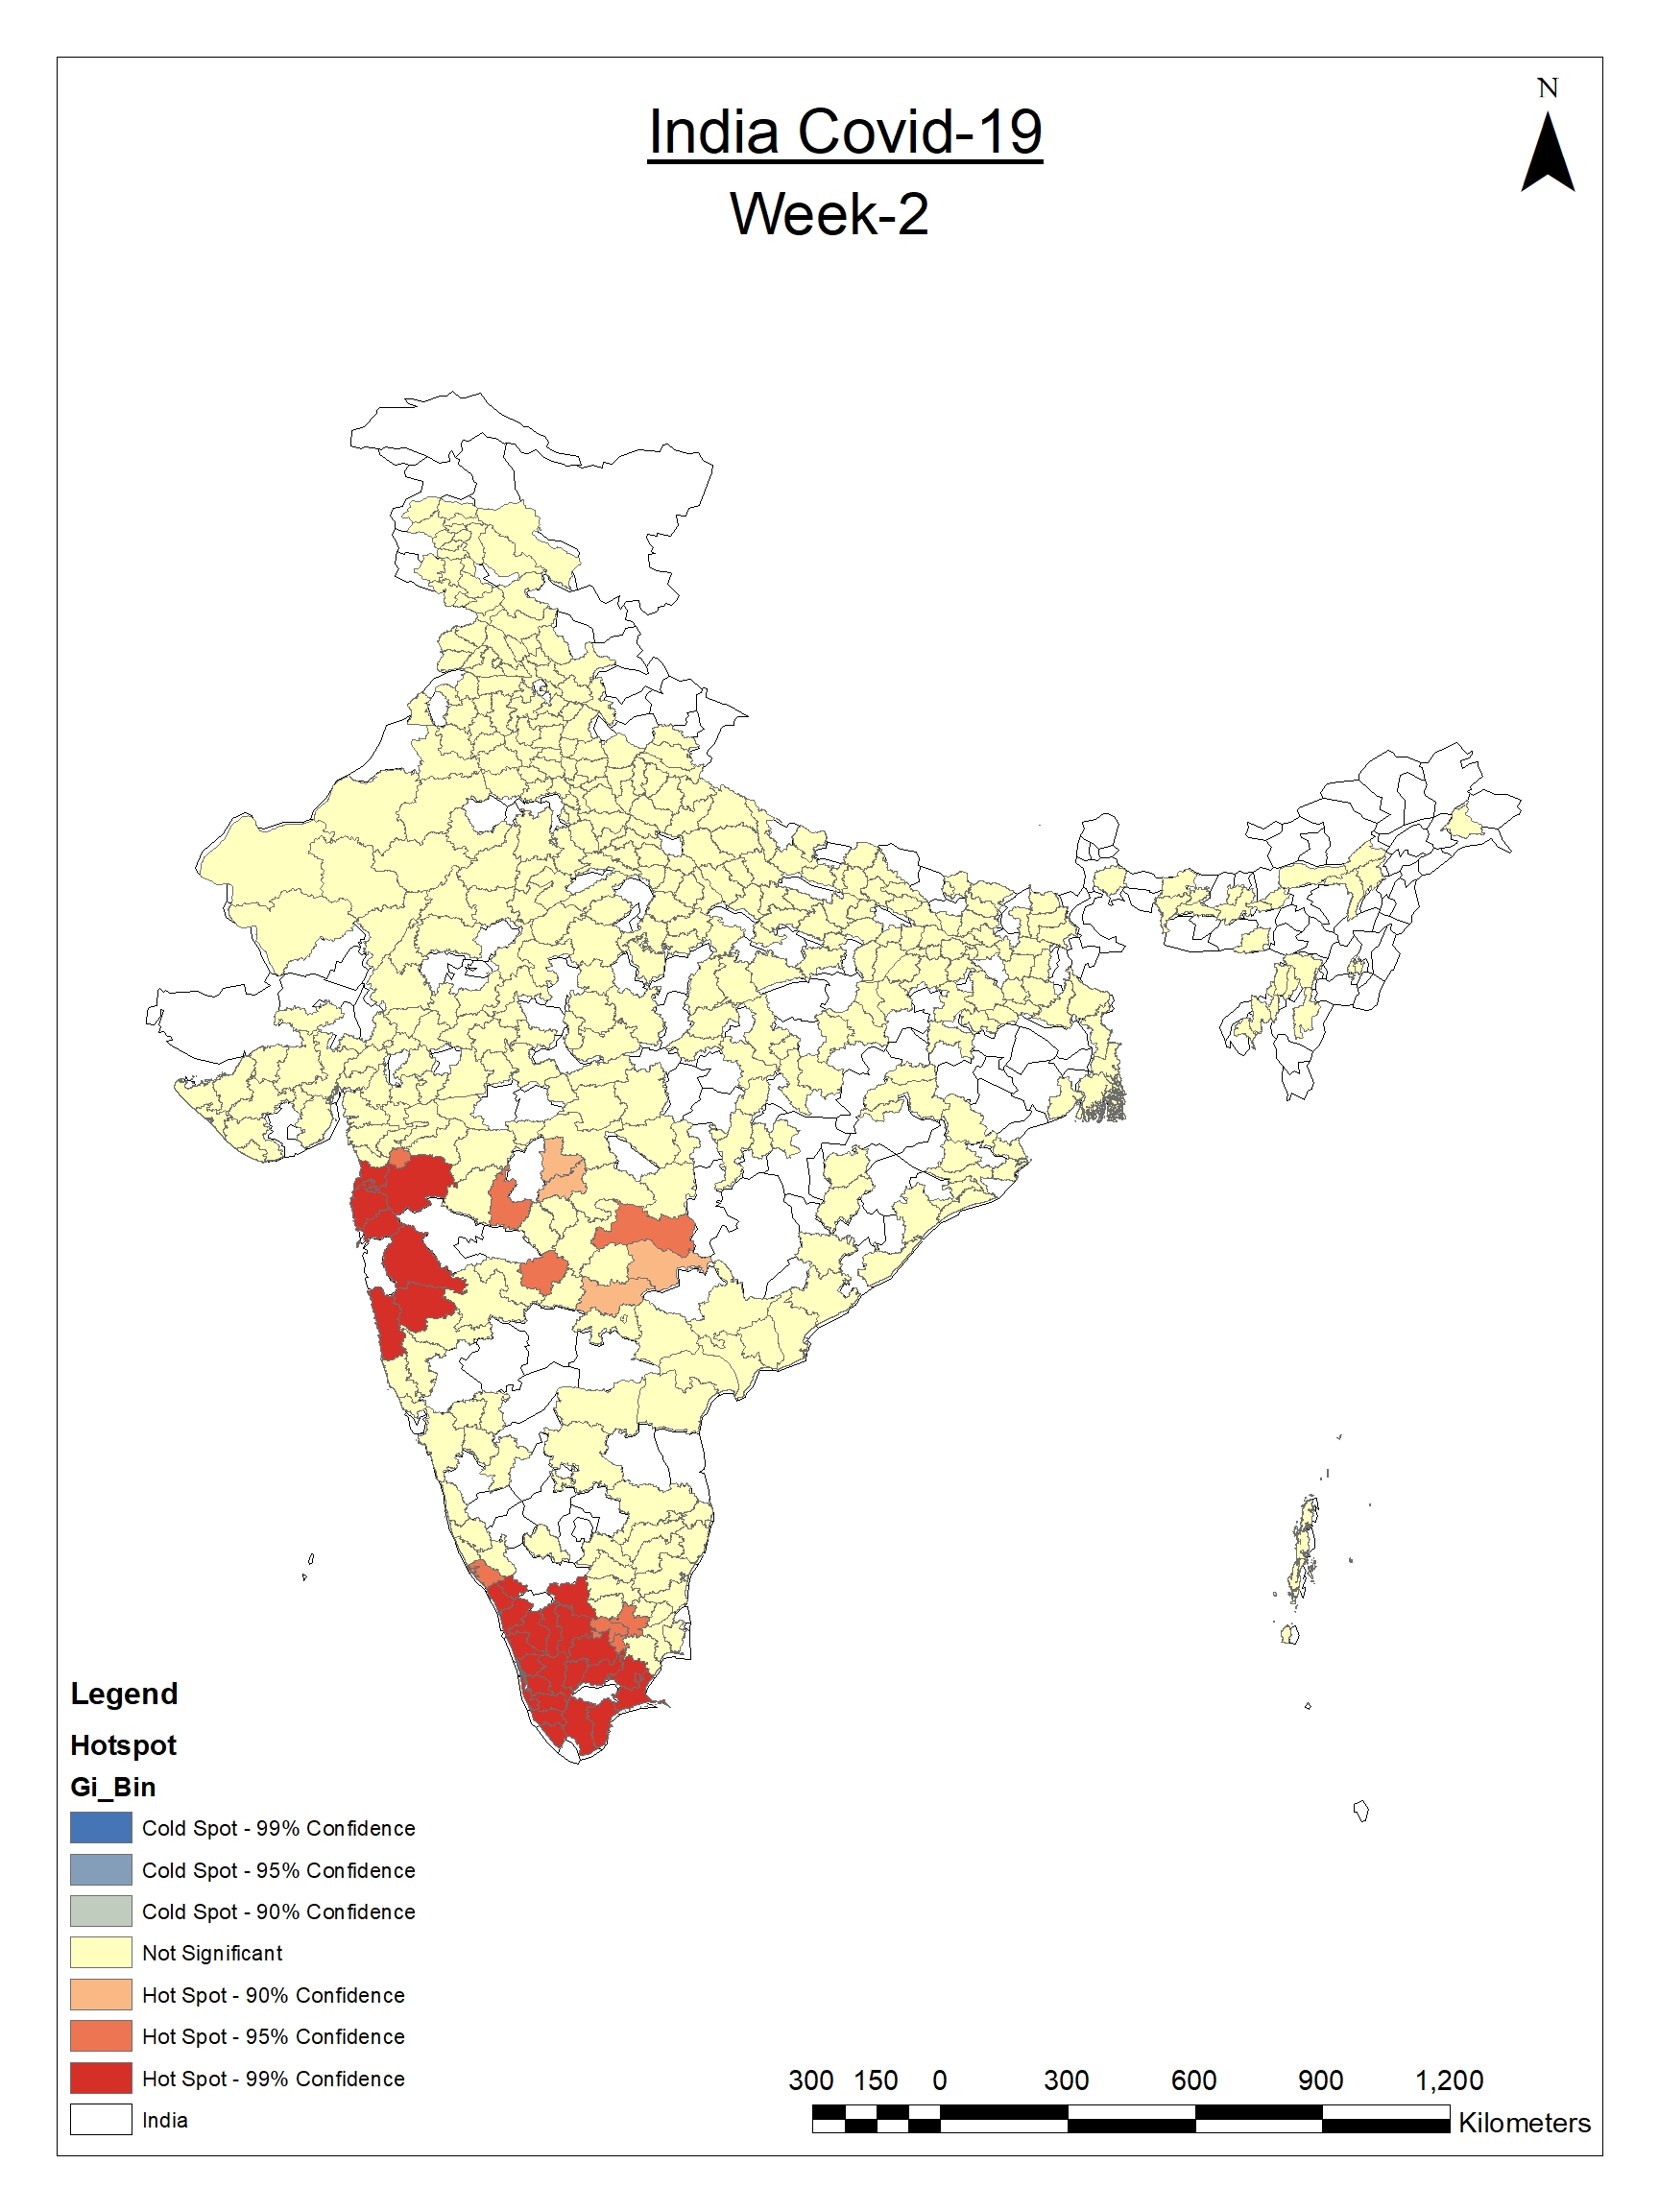 N
India Covid-19
Week-2
Legend
Hotspot
Gi_Bin
Cold Spot - 99% Confidence
Cold Spot - 95% Confidence
Cold Spot - 90% Confidence
Not Significant
Hot Spot - 90% Confidence
Hot Spot - 95% Confidence
Hot Spot - 99% Confidence
India
300 150 0 300 600 900 1,200
Kilometers